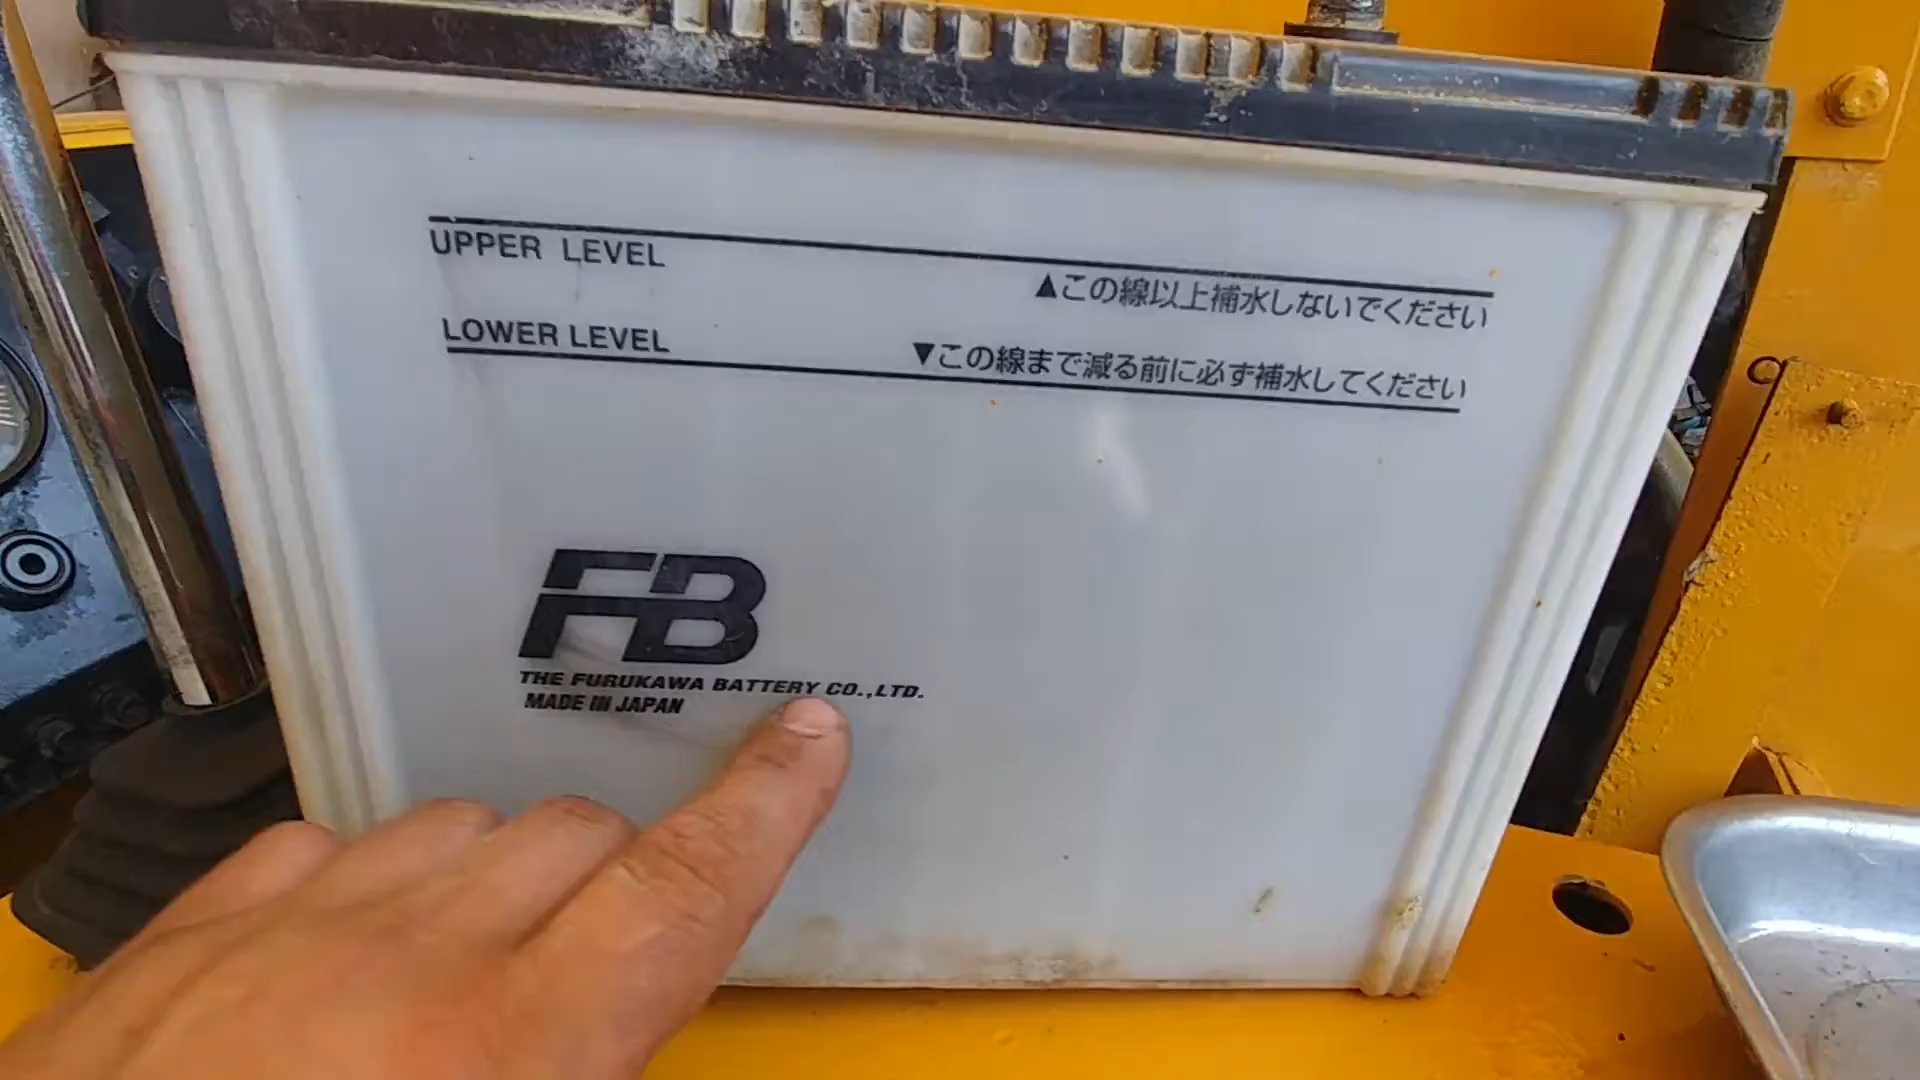 UPPER LEVEL
▲この線以上補水しないでください
LOWER LEVEL
▼この線まで減る前に必ず補水してください
FB
THE FURUKAWA BATTERY CO.,LTD.
MADE IN JAPAN